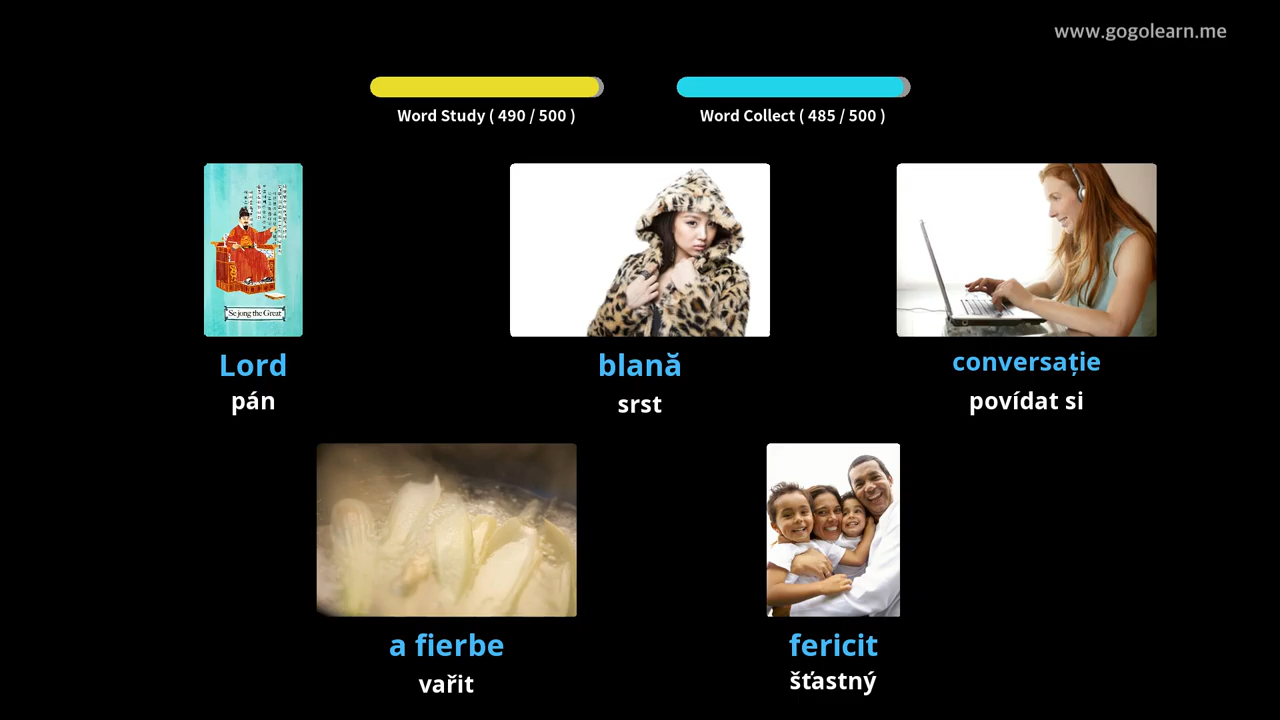 www.gogolearn.me
Word Study ( 490 / 500 )
Word Collect ( 485 / 500 )
Se jong the Great
Lord
pán
blană
srst
conversație
povídat si
a fierbe
vařit
fericit
šťastný